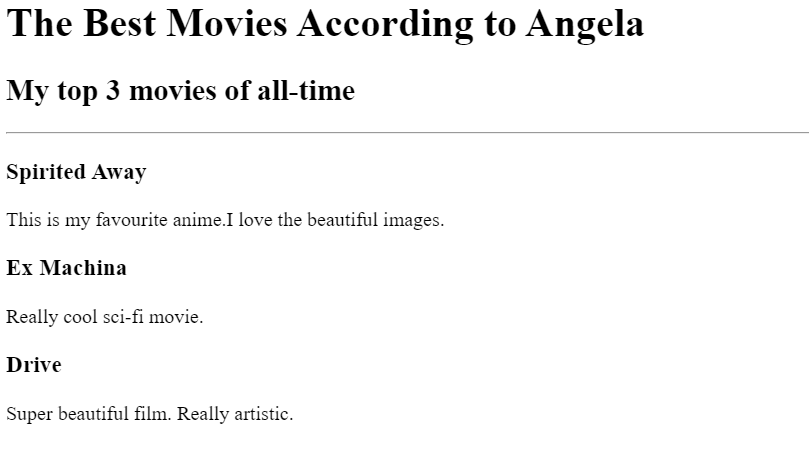 The Best Movies According to Angela
My top 3 movies of all-time
Spirited Away
This is my favourite anime.I love the beautiful images.
Ex Machina
Really cool sci-fi movie.
Drive
Super beautiful film. Really artistic.